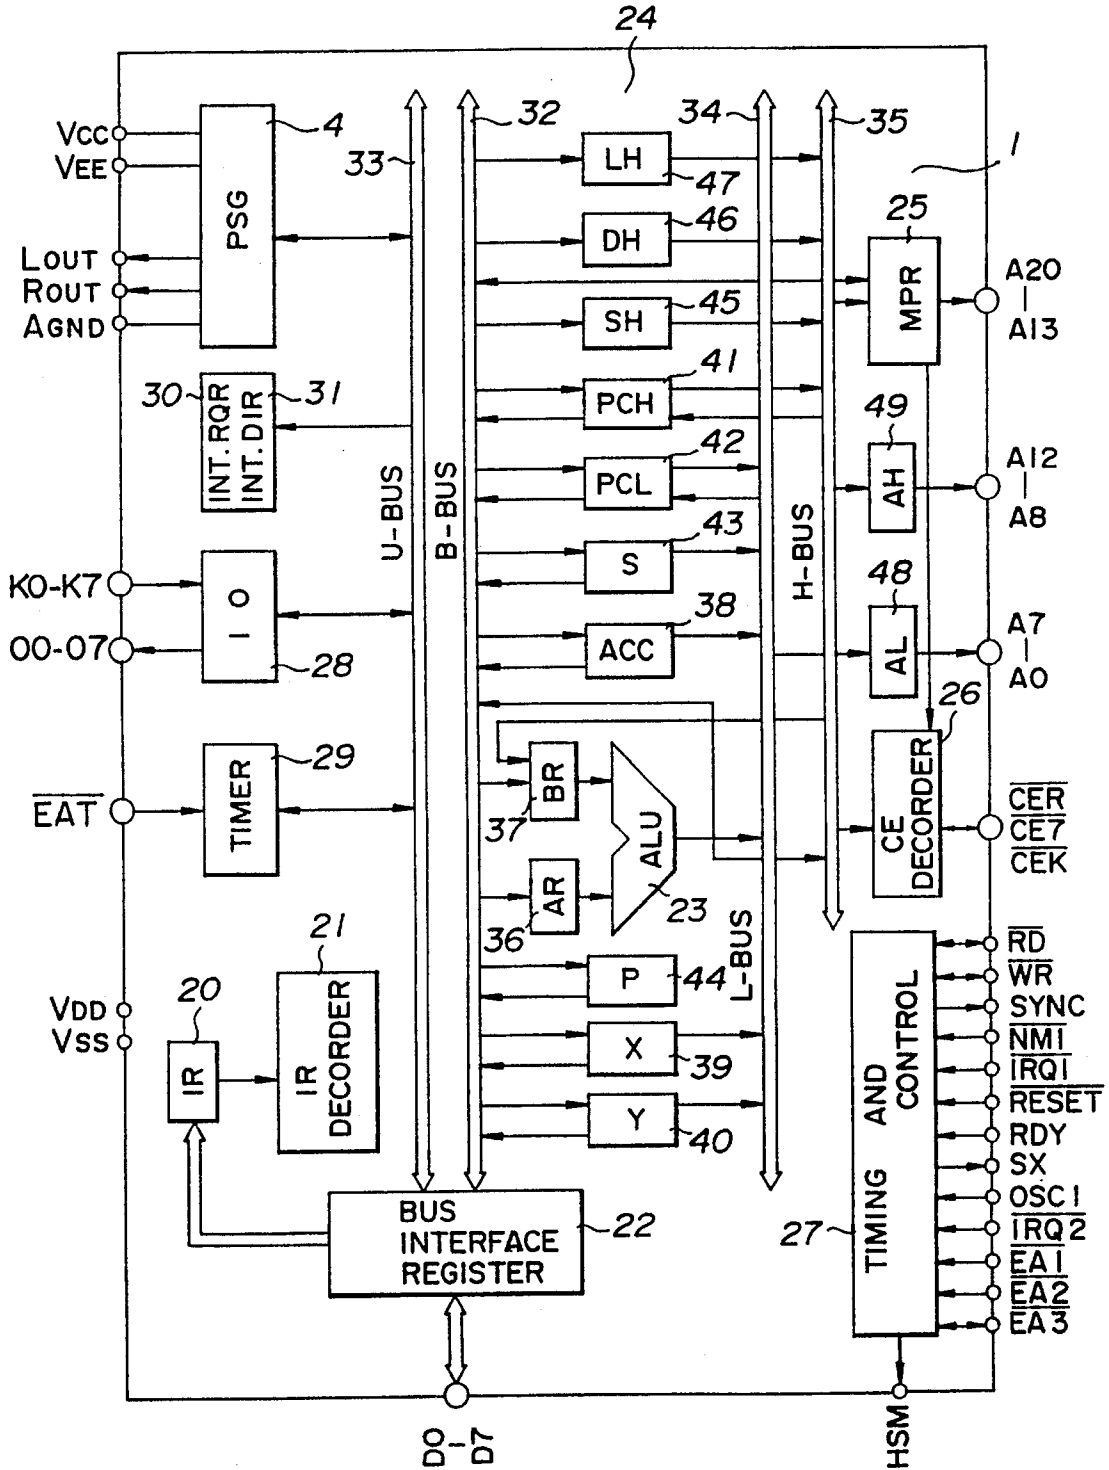 24
1
VCC
VEE
LOUT
ROUT
AGND
PSG
4
33
32
34
35
LH
47
DH
46
SH
45
PCH
41
PCL
42
S
43
ACC
38
25
MPR
A20
|
A13
49
AH
A12
|
A8
48
AL
A7
|
A0
30
31
INT.RQR
INT.DIR
U-BUS
B-BUS
H-BUS
L-BUS
K0-K7
O0-O7
I O
28
EAT
TIMER
29
BR
37
AR
36
ALU
23
26
CE
DECORDER
CER
CE7
CEK
P
44
X
39
Y
40
VDD
VSS
20
IR
21
IR
DECORDER
BUS
INTERFACE
REGISTER
22
27
TIMING AND
CONTROL
RD
WR
SYNC
NMI
IRQ1
RESET
RDY
SX
OSC1
IRQ2
EA1
EA2
EA3
D0-
D7
HSM